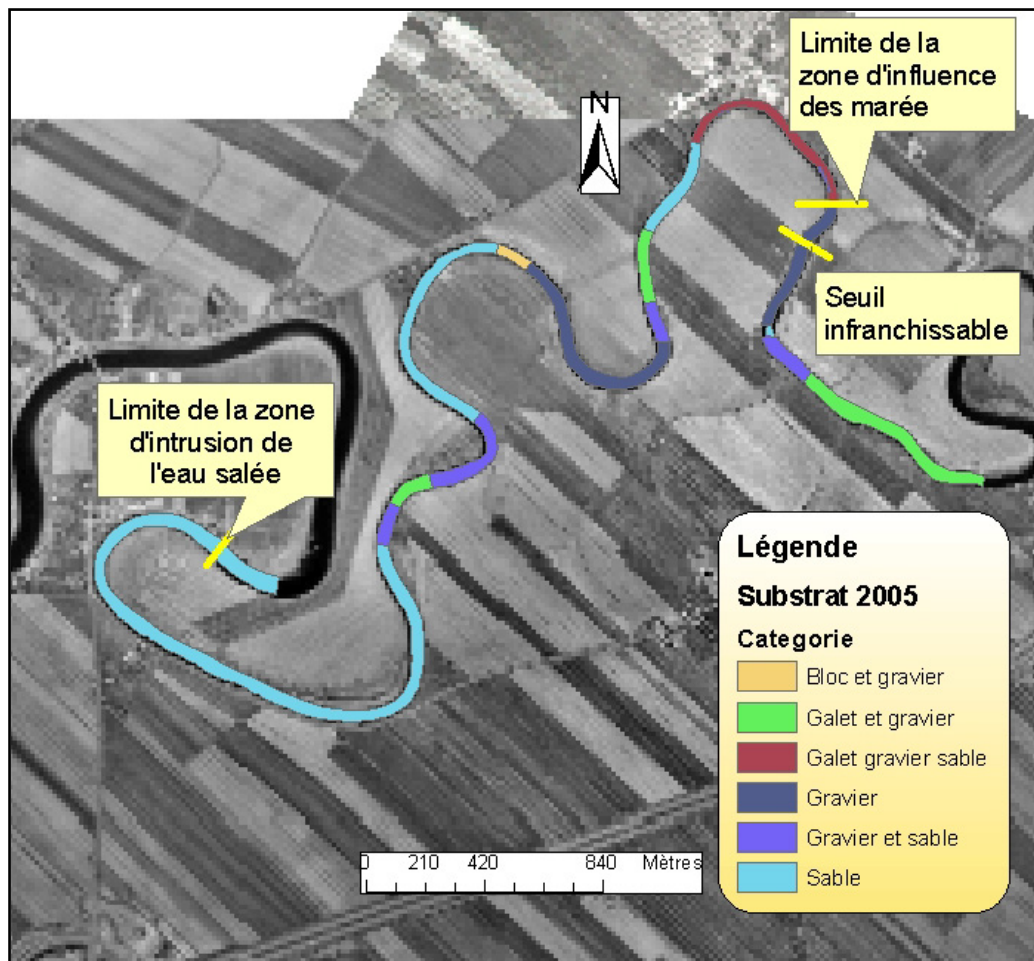 Limite de la
zone d'influence
des marée
N
Seuil
infranchissable
Limite de la zone
d'intrusion de
l'eau salée
Légende
Substrat 2005
Categorie
Bloc et gravier
Galet et gravier
Galet gravier sable
Gravier
Gravier et sable
Sable
0 210 420 840 Mètres